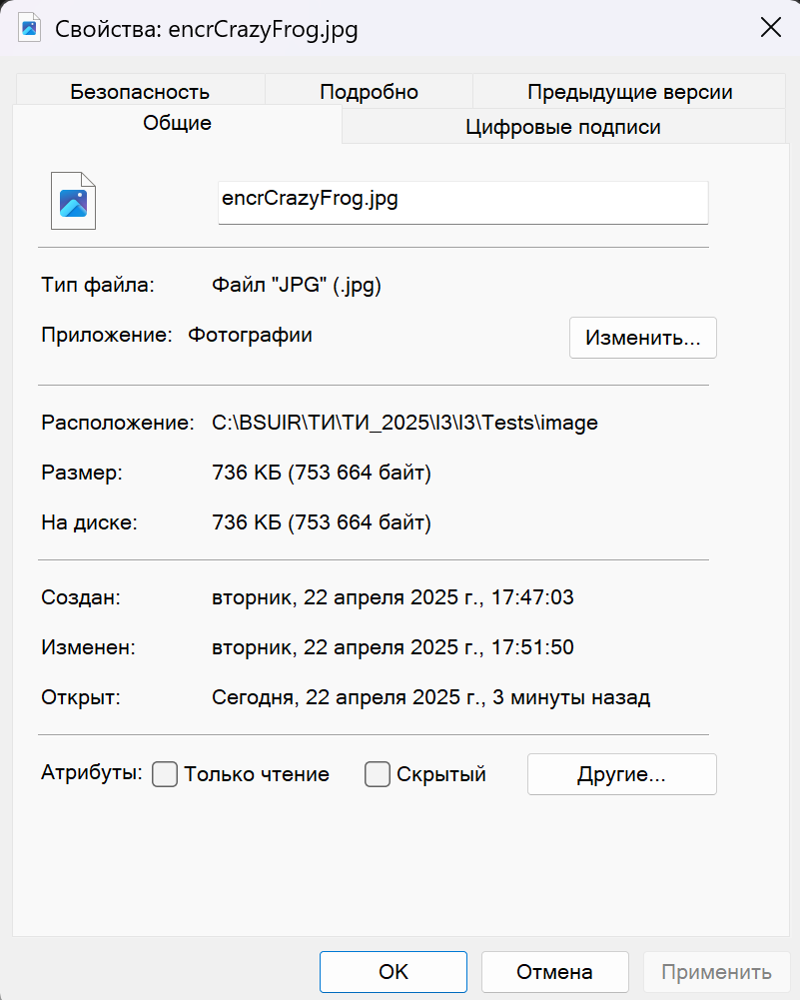 Свойства: encrCrazyFrog.jpg
Безопасность Подробно Предыдущие версии
Общие Цифровые подписи
encrCrazyFrog.jpg
Тип файла: Файл "JPG" (.jpg)
Приложение: Фотографии Изменить...
Расположение: C:\BSUIR\ТИ\ТИ_2025\l3\l3\Tests\image
Размер: 736 КБ (753 664 байт)
На диске: 736 КБ (753 664 байт)
Создан: вторник, 22 апреля 2025 г., 17:47:03
Изменен: вторник, 22 апреля 2025 г., 17:51:50
Открыт: Сегодня, 22 апреля 2025 г., 3 минуты назад
Атрибуты: Только чтение Скрытый Другие...
OK Отмена Применить